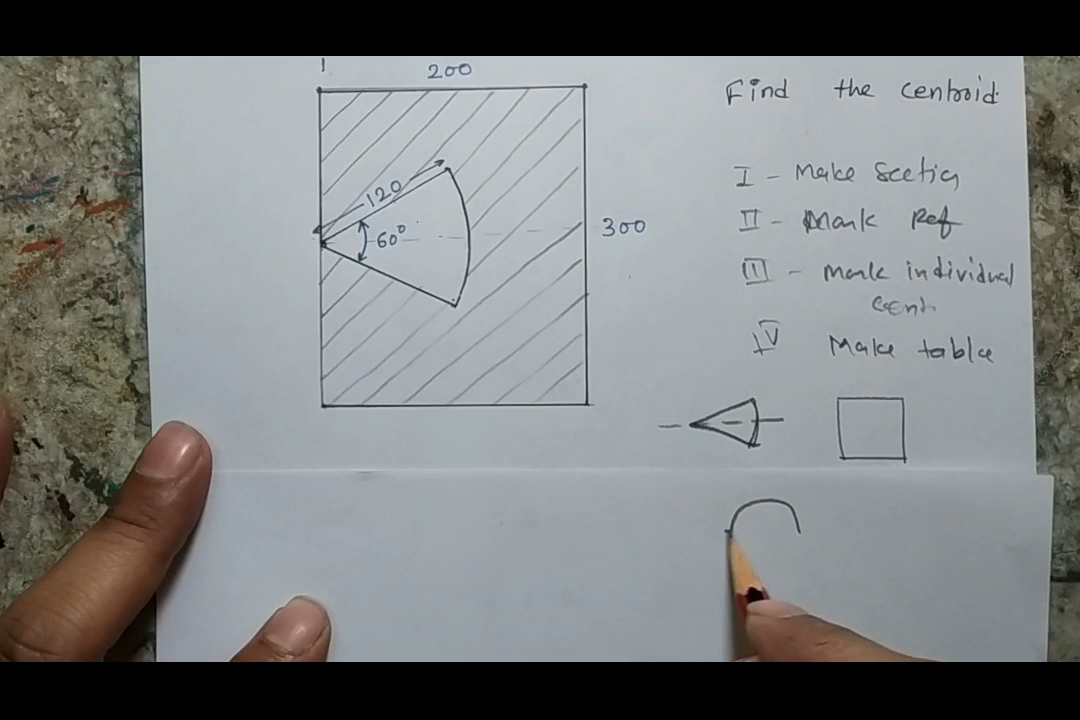 200
Find the centroid.
120
I - Make Section
60°
300
II - Mark Ref
III - Mark individual
Cent.
IV Make table